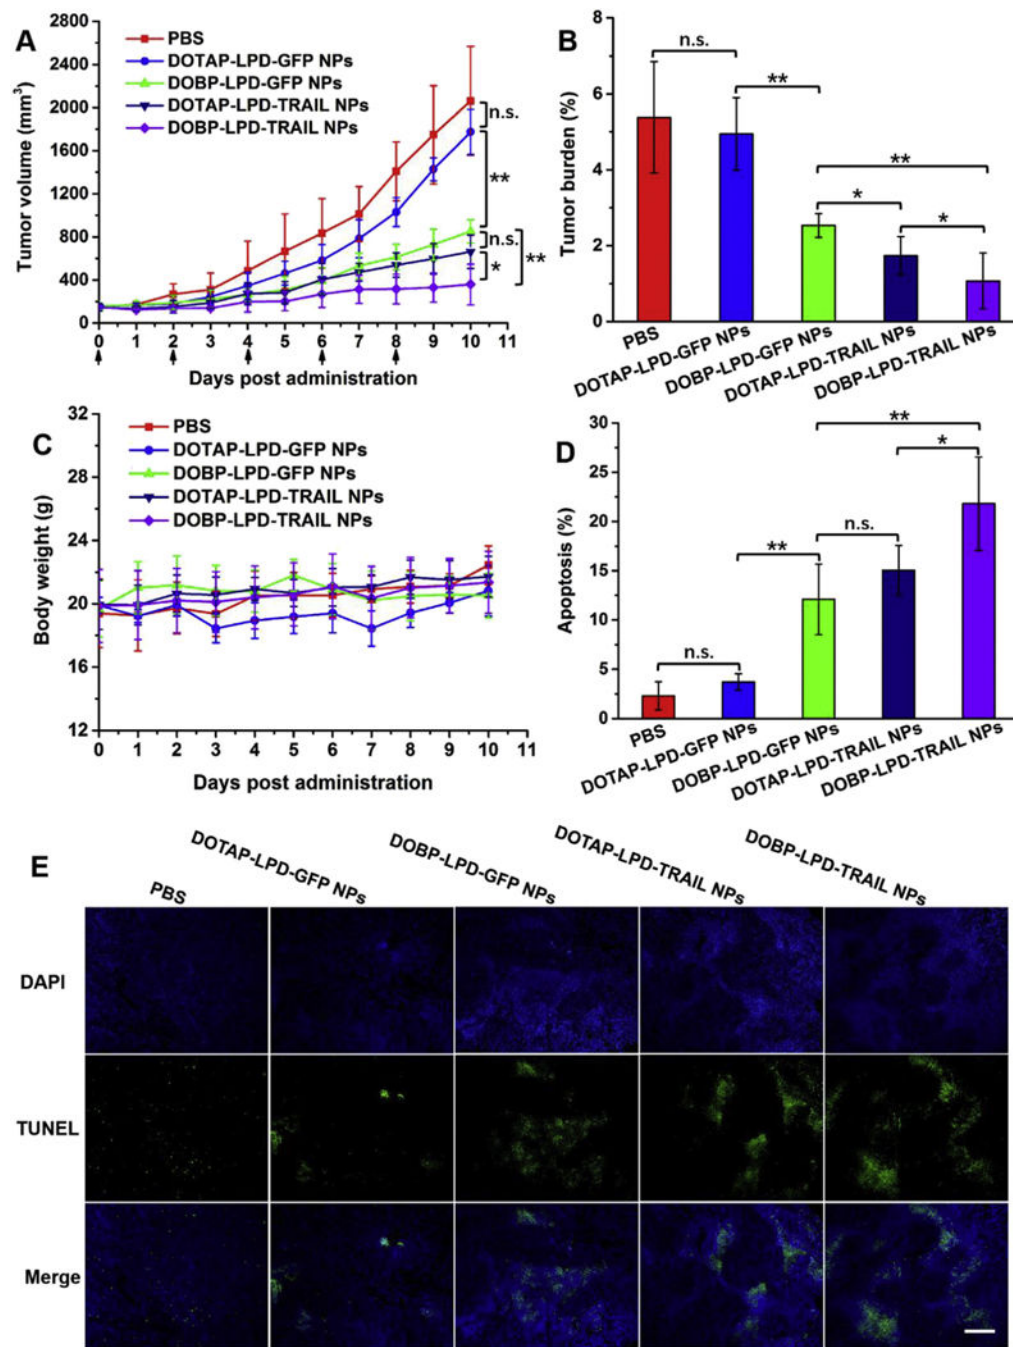 A
Tumor volume (mm³)
2800
2400
2000
1600
1200
800
400
0
PBS
DOTAP-LPD-GFP NPs
DOBP-LPD-GFP NPs
DOTAP-LPD-TRAIL NPs
DOBP-LPD-TRAIL NPs
n.s.
**
n.s.
*
**
0 1 2 3 4 5 6 7 8 9 10 11
Days post administration
B
Tumor burden (%)
8
6
4
2
0
n.s.
**
**
*
*
PBS
DOTAP-LPD-GFP NPs
DOBP-LPD-GFP NPs
DOTAP-LPD-TRAIL NPs
DOBP-LPD-TRAIL NPs
C
Body weight (g)
32
28
24
20
16
12
PBS
DOTAP-LPD-GFP NPs
DOBP-LPD-GFP NPs
DOTAP-LPD-TRAIL NPs
DOBP-LPD-TRAIL NPs
0 1 2 3 4 5 6 7 8 9 10 11
Days post administration
D
Apoptosis (%)
30
25
20
15
10
5
0
**
*
n.s.
**
n.s.
PBS
DOTAP-LPD-GFP NPs
DOBP-LPD-GFP NPs
DOTAP-LPD-TRAIL NPs
DOBP-LPD-TRAIL NPs
E
PBS
DOTAP-LPD-GFP NPs
DOBP-LPD-GFP NPs
DOTAP-LPD-TRAIL NPs
DOBP-LPD-TRAIL NPs
DAPI
TUNEL
Merge